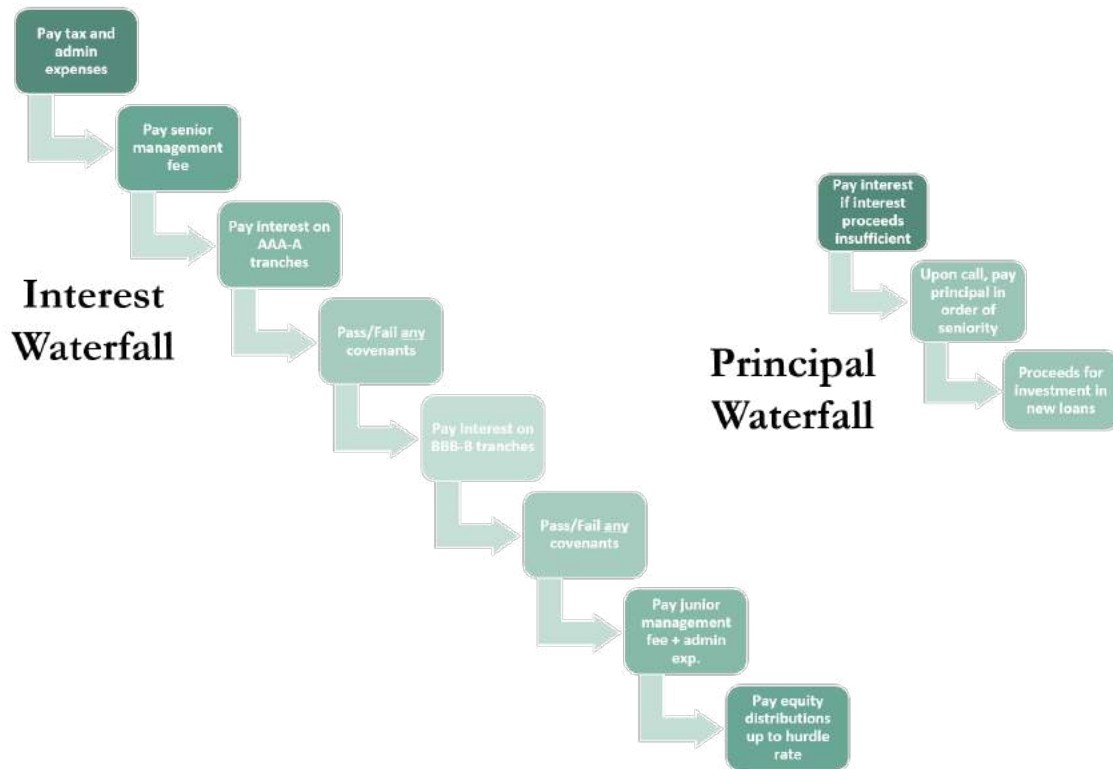 Pay tax and
admin
expenses
Pay senior
management
fee
Pay interest on
AAA-A
tranches
Interest
Waterfall
Pass/Fail any
covenants
Pay interest on
BBB-B tranches
Pass/Fail any
covenants
Pay junior
management
fee + admin
exp.
Pay equity
distributions
up to hurdle
rate
Pay interest
if interest
proceeds
insufficient
Upon call, pay
principal in
order of
seniority
Principal
Waterfall
Proceeds for
investment in
new loans